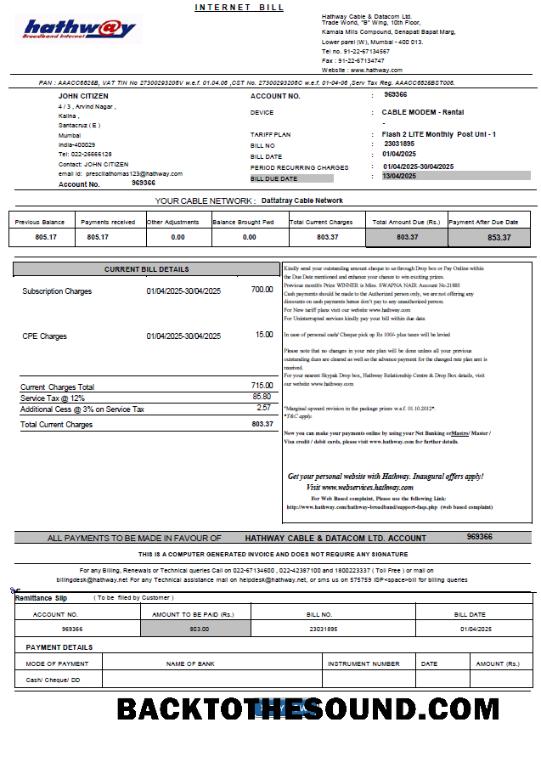 INTERNET BILL
hathway
Broadband Internet
Hathway Cable & Datacom Ltd.
Trade World, "B" Wing, 10th Floor,
Kamala Mills Compound, Senapati Bapat Marg,
Lower parel (W), Mumbai - 400 013.
Tel no. 91-22-67134567
Fax : 91-22-67134747
Website : www.hathway.com
PAN : AAACC6826B, VAT TIN No 27300293206V w.e.f. 01.04.06 ,CST No. 27300293206C w.e.f. 01-04-06 ,Serv Tax Reg. AAACC6826BST006.
JOHN CITIZEN
4/3 , Arvind Nagar ,
Kalina ,
Santacruz ( E )
Mumbai
India-400029
Tel: 022-26666128
Contact: JOHN CITIZEN
email id: prescillathomas123@hathway.com
Account No. 969366
ACCOUNT NO. : 969366
DEVICE : CABLE MODEM - Rental
-
TARIFF PLAN : Flash 2 LITE Monthly Post Uni - 1
BILL NO : 23031895
BILL DATE : 01/04/2025
PERIOD RECURRING CHARGES : 01/04/2025-30/04/2025
BILL DUE DATE : 13/04/2025
YOUR CABLE NETWORK : Dattatray Cable Network
Previous Balance Payments received Other Adjustments Balance Brought Fwd Total Current Charges Total Amount Due (Rs.) Payment After Due Date
805.17 805.17 0.00 0.00 803.37 803.37 853.37
CURRENT BILL DETAILS
Subscription Charges 01/04/2025-30/04/2025 700.00
CPE Charges 01/04/2025-30/04/2025 15.00
Current Charges Total 715.00
Service Tax @ 12% 85.80
Additional Cess @ 3% on Service Tax 2.57
Total Current Charges 803.37
Kindly send your outstanding amount cheque to us through Drop box or Pay Online within
the Due Date mentioned and enhance your chance to win exciting prizes.
Previous month's Prize WINNER is Miss. SWAPNA NAIR Account No:21881
Cash payments should be made to the Authorized person only, we are not offering any
discounts on cash payments hence don't pay to any unauthorized person.
For New tariff plans visit our website www.hathway.com
For Uninterrupted services kindly pay your bill within due date
In case of personal cash/ Cheque pick up Rs 100/- plus taxes will be levied
Please note that no changes in your rate plan will be done unless all your previous
outstanding dues are cleared as well as the advance payment for the changed rate plan sent is
received.
For your nearest Skypak Drop box, Hathway Relationship Centre & Drop Box details, visit
our website www.hathway.com
"Marginal upward revision in the package prices w.e.f. 01.10.2012".
*T&C apply.
Now you can make your payments online by using your Net Banking or Maestro/ Master /
Visa credit / debit cards, please visit www.hathway.com for further details.
Get your personal website with Hathway. Inaugural offers apply!
Visit www.webservices.hathway.com
For Web Based complaint, Please use the following Link:
http://www.hathway.com/hathway-broadband/support-faqs.php (web based complaint)
ALL PAYMENTS TO BE MADE IN FAVOUR OF HATHWAY CABLE & DATACOM LTD. ACCOUNT 969366
THIS IS A COMPUTER GENERATED INVOICE AND DOES NOT REQUIRE ANY SIGNATURE
For any Billing, Renewals or Technical queries Call on 022-67134600 , 022-42387100 and 1800223337 ( Toll Free ) or mail on
billingdesk@hathway.net. For any Technical assistance mail on helpdesk@hathway.net, or sms us on 575759 ISP<space>bill for billing queries
Remittance Slip ( To be filled by Customer )
ACCOUNT NO. AMOUNT TO BE PAID (Rs.) BILL NO. BILL DATE
969366 803.00 23031895 01/04/2025
PAYMENT DETAILS
MODE OF PAYMENT NAME OF BANK INSTRUMENT NUMBER DATE AMOUNT (Rs.)
Cash/ Cheque/ DD
BACKTOTHESOUND.COM